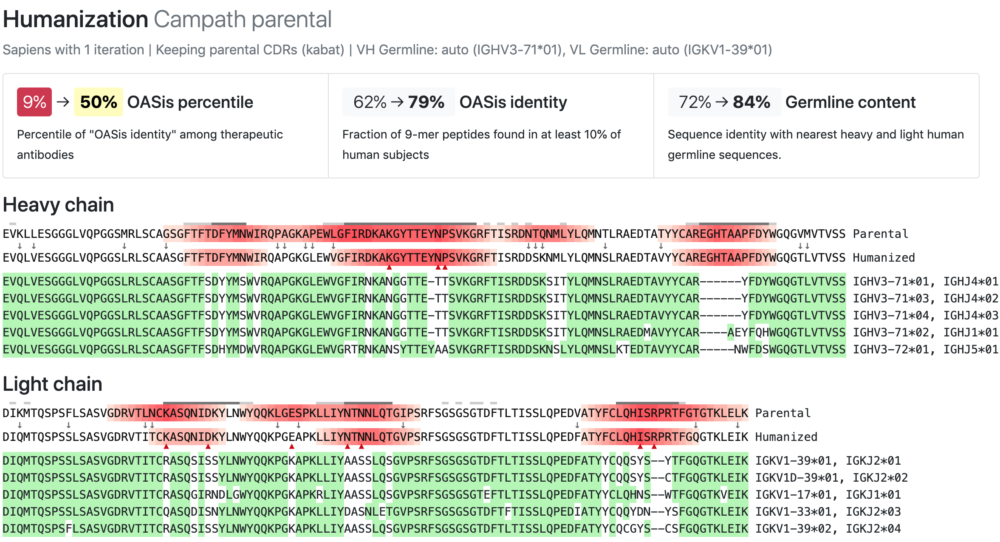 Humanization Campath parental
Sapiens with 1 iteration | Keeping parental CDRs (kabat) | VH Germline: auto (IGHV3-71*01), VL Germline: auto (IGKV1-39*01)
9% → 50% OASis percentile
Percentile of "OASis identity" among therapeutic
antibodies
62% → 79% OASis identity
Fraction of 9-mer peptides found in at least 10% of
human subjects
72% → 84% Germline content
Sequence identity with nearest heavy and light human
germline sequences.
Heavy chain
EVKLLESGGGLVQPGGSMRLSCAGSGFTFTDFYMNWIRQPAGKAPEWLGFIRDKAKGYTTEYNPSVKGRFTISRDNTQNMLYLQMNTLRAEDTATYYCAREGHTAAPFDYWGQGVMVTVSS Parental
EVQLVESGGGLVQPGGSLRLSCAASGFTFTDFYMNWIRQAPGKGLEWVGFIRDKAKGYTTEYNPSVKGRFTISRDDSKNMLYLQMNSLRAEDTAVYYCAREGHTAAPFDYWGQGTLVTVSS Humanized
EVQLVESGGGLVQPGGSLRLSCAASGFTFSDYYMSWVRQAPGKGLEWVGFIRNKANGGTTE-TTSVKGRFTISRDDSKSITYLQMNSLRAEDTAVYYCAR------YFDYWGQGTLVTVSS IGHV3-71*01, IGHJ4*01
EVQLVESGGGLVQPGGSLRLSCAASGFTFSDYYMSWVRQAPGKGLEWVGFIRNKANGGTTE-TTSVKGRFTISRDDSKSITYLQMNSLRAEDTAVYYCAR------YFDYWGQGTLVTVSS IGHV3-71*03, IGHJ4*02
EVQLVESGGGLVQPGGSLRLSCAASGFTFSDYYMSWVRQAPGKGLEWVGFIRNKANGGTTE-TTSVKGRFTISRDDSKSITYLQMNSLRAEDTAVYYCAR------YFDYWGQGTLVTVSS IGHV3-71*04, IGHJ4*03
EVQLVESGGGLVQPGGSLRLSCAASGFTFSDYYMSWVRQAPGKGLEWVGFIRNKANGGTTE-TTSVKGRFTISRDDSKSITYLQMNSLRAEDMAVYYCAR----AEYFQHWGQGTLVTVSS IGHV3-71*02, IGHJ1*01
EVQLVESGGGLVQPGGSLRLSCAASGFTFSDHYMDWVRQAPGKGLEWVGRTRNKANSYTTEYAASVKGRFTISRDDSKNSLYLQMNSLKTEDTAVYYCAR-----NWFDSWGQGTLVTVSS IGHV3-72*01, IGHJ5*01
Light chain
DIKMTQSPSFLSASVGDRVTLNCKASQNIDKYLNWYQQKLGESPKLLIYNTNNLQTGIPSRFSGSGSGTDFTLTISSLQPEDVATYFCLQHISRPRTFGTGTKLELK Parental
DIQMTQSPSSLSASVGDRVTITCKASQNIDKYLNWYQQKPGEAPKLLIYNTNNLQTGVPSRFSGSGSGTDFTLTISSLQPEDFATYFCLQHISRPRTFGQGTKLEIK Humanized
DIQMTQSPSSLSASVGDRVTITCRASQSISSYLNWYQQKPGKAPKLLIYAASSLQSGVPSRFSGSGSGTDFTLTISSLQPEDFATYYCQQSYS--YTFGQGTKLEIK IGKV1-39*01, IGKJ2*01
DIQMTQSPSSLSASVGDRVTITCRASQSISSYLNWYQQKPGKAPKLLIYAASSLQSGVPSRFSGSGSGTDFTLTISSLQPEDFATYYCQQSYS--CTFGQGTKLEIK IGKV1D-39*01, IGKJ2*02
DIQMTQSPSSLSASVGDRVTITCRASQGIRNDLGWYQQKPGKAPKRLIYAASSLQSGVPSRFSGSGSGTEFTLTISSLQPEDFATYYCLQHNS--WTFGQGTKVEIK IGKV1-17*01, IGKJ1*01
DIQMTQSPSSLSASVGDRVTITCQASQDISNYLNWYQQKPGKAPKLLIYDASNLETGVPSRFSGSGSGTDFTFTISSLQPEDIATYYCQQYDN--YSFGQGTKLEIK IGKV1-33*01, IGKJ2*03
DIQMTQSPSFLSASVGDRVTITCRASQSISSYLNWYQQKPGKAPKLLIYAASSLQSGVPSRFSGSGSGTDFTLTISSLQPEDFATYYCQCGYS--CSFGQGTKLEIK IGKV1-39*02, IGKJ2*04